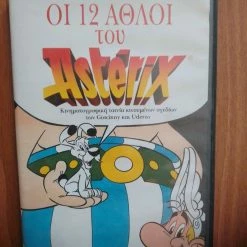 ΟΙ 12 ΑΘΛΟΙ
του
Astérix
Κινηματογραφική ταινία κινουμένων σχεδίων
των Goscinny και Uderzo